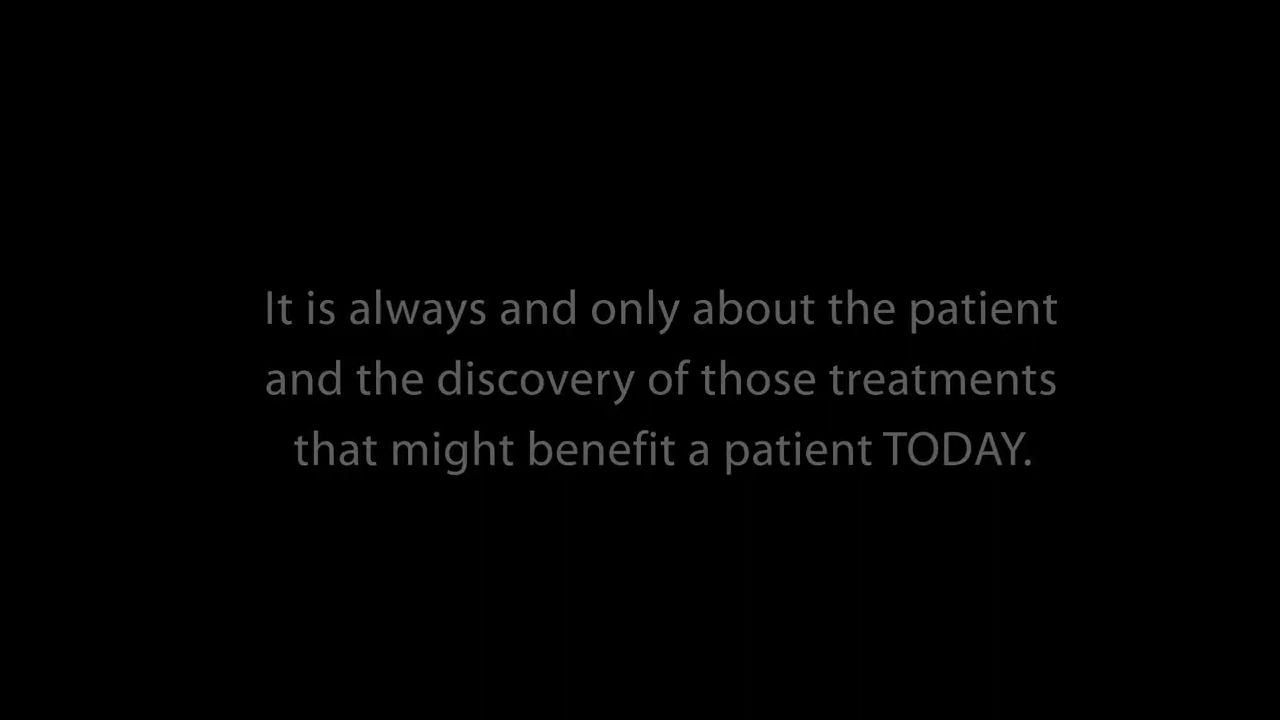 It is always and only about the patient
and the discovery of those treatments
that might benefit a patient TODAY.